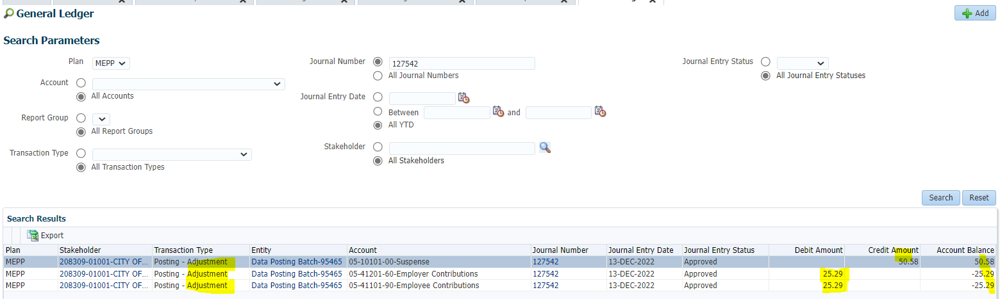 General Ledger
Add
Search Parameters
Plan MEPP
Account
All Accounts
Report Group
All Report Groups
Transaction Type
All Transaction Types
Journal Number 127542
All Journal Numbers
Journal Entry Date
Between and
All YTD
Stakeholder
All Stakeholders
Journal Entry Status
All Journal Entry Statuses
Search Reset
Search Results
Export
Plan Stakeholder Transaction Type Entity Account Journal Number Journal Entry Date Journal Entry Status Debit Amount Credit Amount Account Balance
MEPP 208309-01001-CITY OF... Posting - Adjustment Data Posting Batch-95465 05-10101-00-Suspense 127542 13-DEC-2022 Approved 50.58 50.58
MEPP 208309-01001-CITY OF... Posting - Adjustment Data Posting Batch-95465 05-41201-60-Employer Contributions 127542 13-DEC-2022 Approved 25.29 -25.29
MEPP 208309-01001-CITY OF... Posting - Adjustment Data Posting Batch-95465 05-41101-90-Employee Contributions 127542 13-DEC-2022 Approved 25.29 -25.29